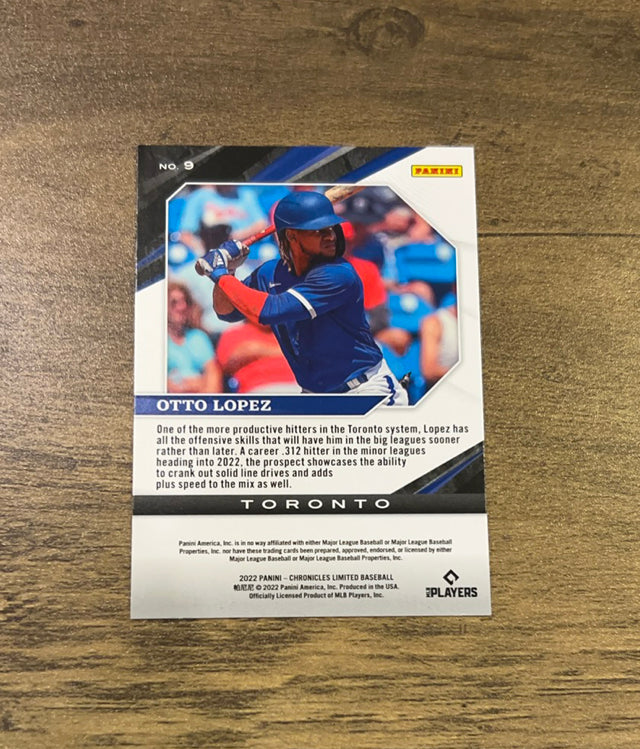 NO. 9
PANINI
OTTO LOPEZ
One of the more productive hitters in the Toronto system, Lopez has
all the offensive skills that will have him in the big leagues sooner
rather than later. A career .312 hitter in the minor leagues
heading into 2022, the prospect showcases the ability
to crank out solid line drives and adds
plus speed to the mix as well.
TORONTO
Panini America, Inc. is in no way affiliated with either Major League Baseball or Major League Baseball
Properties, Inc. nor have these trading cards been prepared, approved, endorsed, or licensed by either
Major League Baseball or Major League Baseball Properties, Inc.
2022 PANINI – CHRONICLES LIMITED BASEBALL
帕尼尼 © 2022 Panini America, Inc. Produced in the USA.
Officially Licensed Product of MLB Players, Inc.
MLB PLAYERS